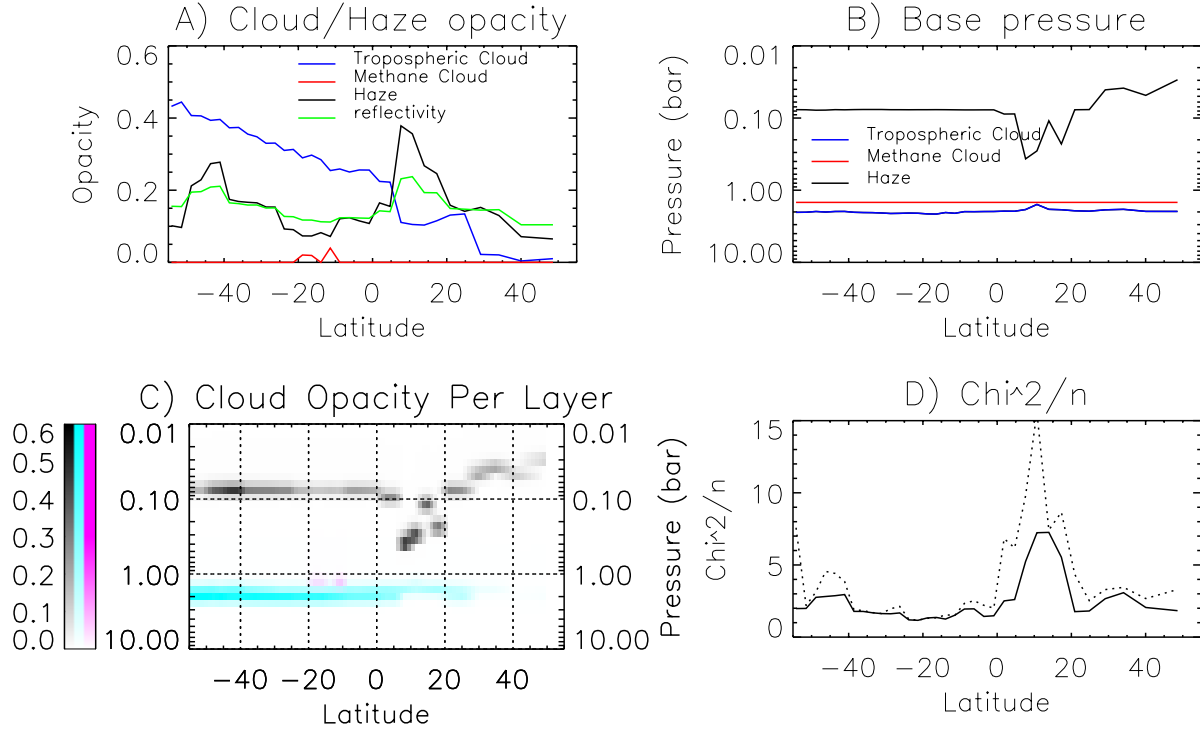 A) Cloud/Haze opacity
0.6
0.4
0.2
0.0
Opacity
Tropospheric Cloud
Methane Cloud
Haze
reflectivity
−40 −20 0 20 40
Latitude
B) Base pressure
0.01
0.10
1.00
10.00
Pressure (bar)
Tropospheric Cloud
Methane Cloud
Haze
−40 −20 0 20 40
Latitude
C) Cloud Opacity Per Layer
0.6
0.5
0.4
0.3
0.2
0.1
0.0
0.01
0.10
1.00
10.00
0.01
0.10
1.00
10.00
Pressure (bar)
−40 −20 0 20 40
Latitude
D) Chi^2/n
15
10
5
0
Chi^2/n
−40 −20 0 20 40
Latitude